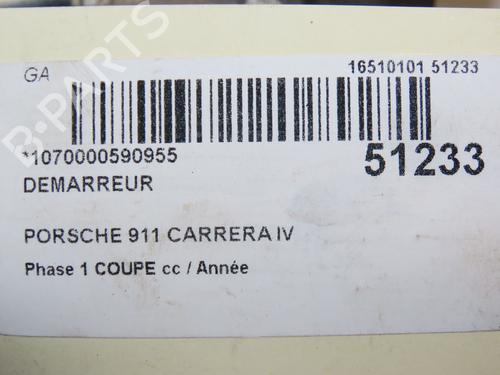 GA
16510101 51233
*1070000590955
51233
DEMARREUR
PORSCHE 911 CARRERA IV
Phase 1 COUPE cc / Année
B-PARTS